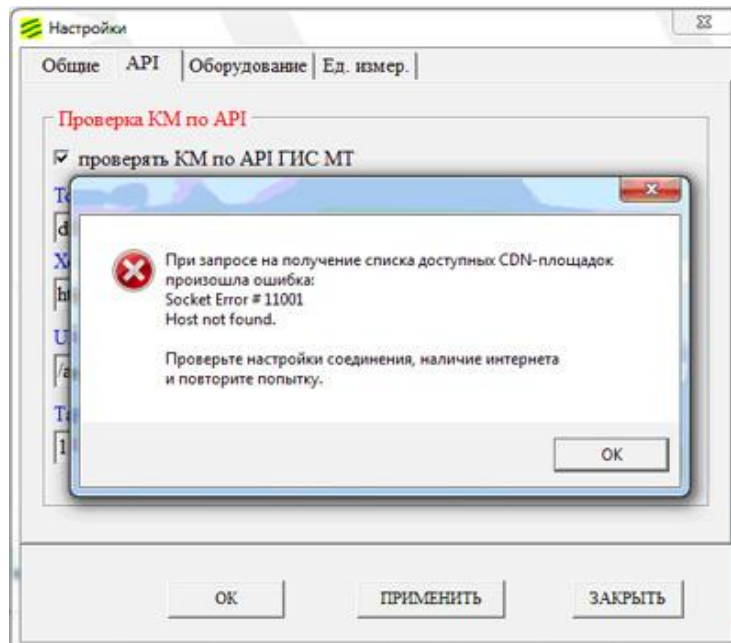 Настройки
Общие API Оборудование Ед. измер.
Проверка КМ по API
проверять КМ по API ГИС МТ
При запросе на получение списка доступных CDN-площадок
произошла ошибка:
Socket Error # 11001
Host not found.
Проверьте настройки соединения, наличие интернета
и повторите попытку.
OK
ОК ПРИМЕНИТЬ ЗАКРЫТЬ